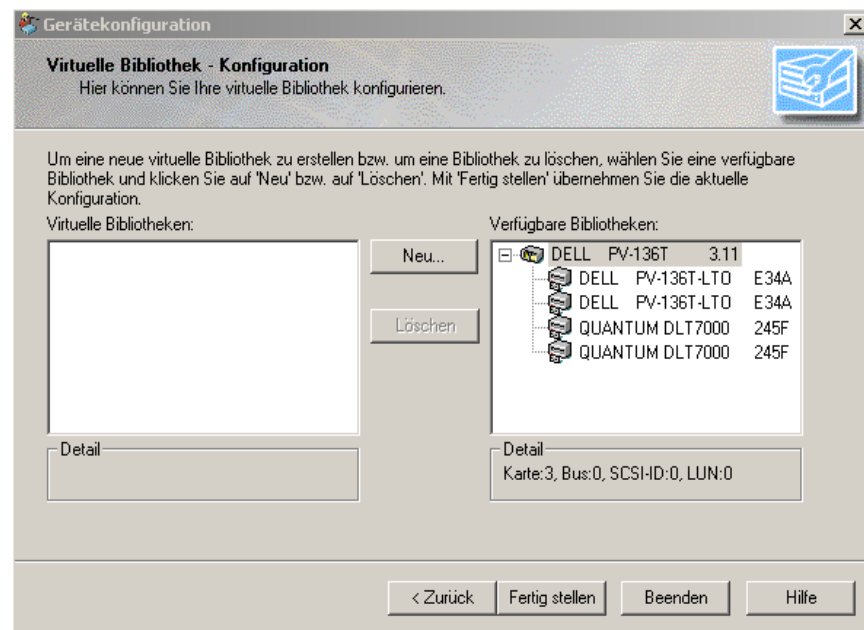 Gerätekonfiguration
Virtuelle Bibliothek - Konfiguration
Hier können Sie Ihre virtuelle Bibliothek konfigurieren.
Um eine neue virtuelle Bibliothek zu erstellen bzw. um eine Bibliothek zu löschen, wählen Sie eine verfügbare
Bibliothek und klicken Sie auf 'Neu' bzw. auf 'Löschen'. Mit 'Fertig stellen' übernehmen Sie die aktuelle
Konfiguration.
Virtuelle Bibliotheken:
Neu...
Löschen
Detail
Verfügbare Bibliotheken:
DELL PV-136T 3.11
DELL PV-136T-LTO E34A
DELL PV-136T-LTO E34A
QUANTUM DLT7000 245F
QUANTUM DLT7000 245F
Detail
Karte:3, Bus:0, SCSI-ID:0, LUN:0
< Zurück
Fertig stellen
Beenden
Hilfe